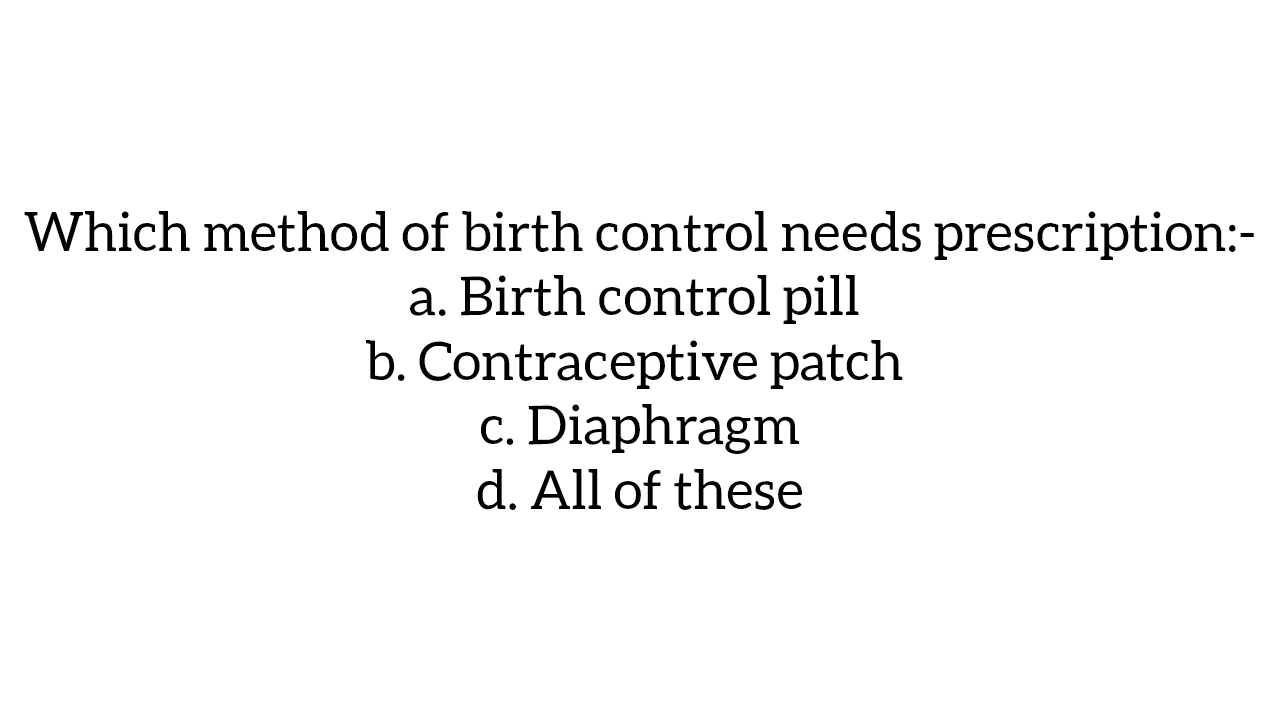 Which method of birth control needs prescription:-
a. Birth control pill
b. Contraceptive patch
c. Diaphragm
d. All of these